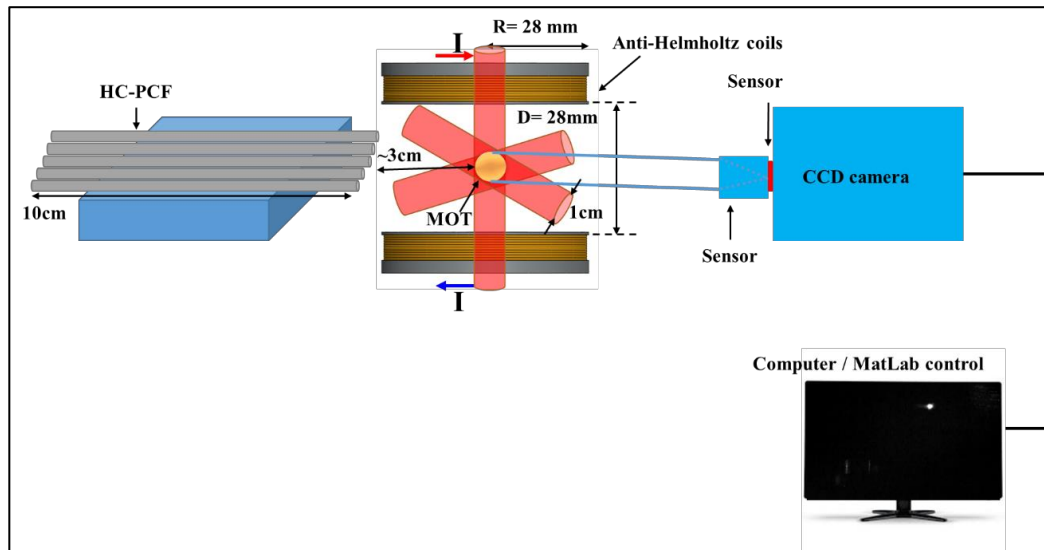 R= 28 mm
I
Anti-Helmholtz coils
Sensor
HC-PCF
D= 28mm
~3cm
CCD camera
10cm
MOT
1cm
Sensor
I
Computer / MatLab control